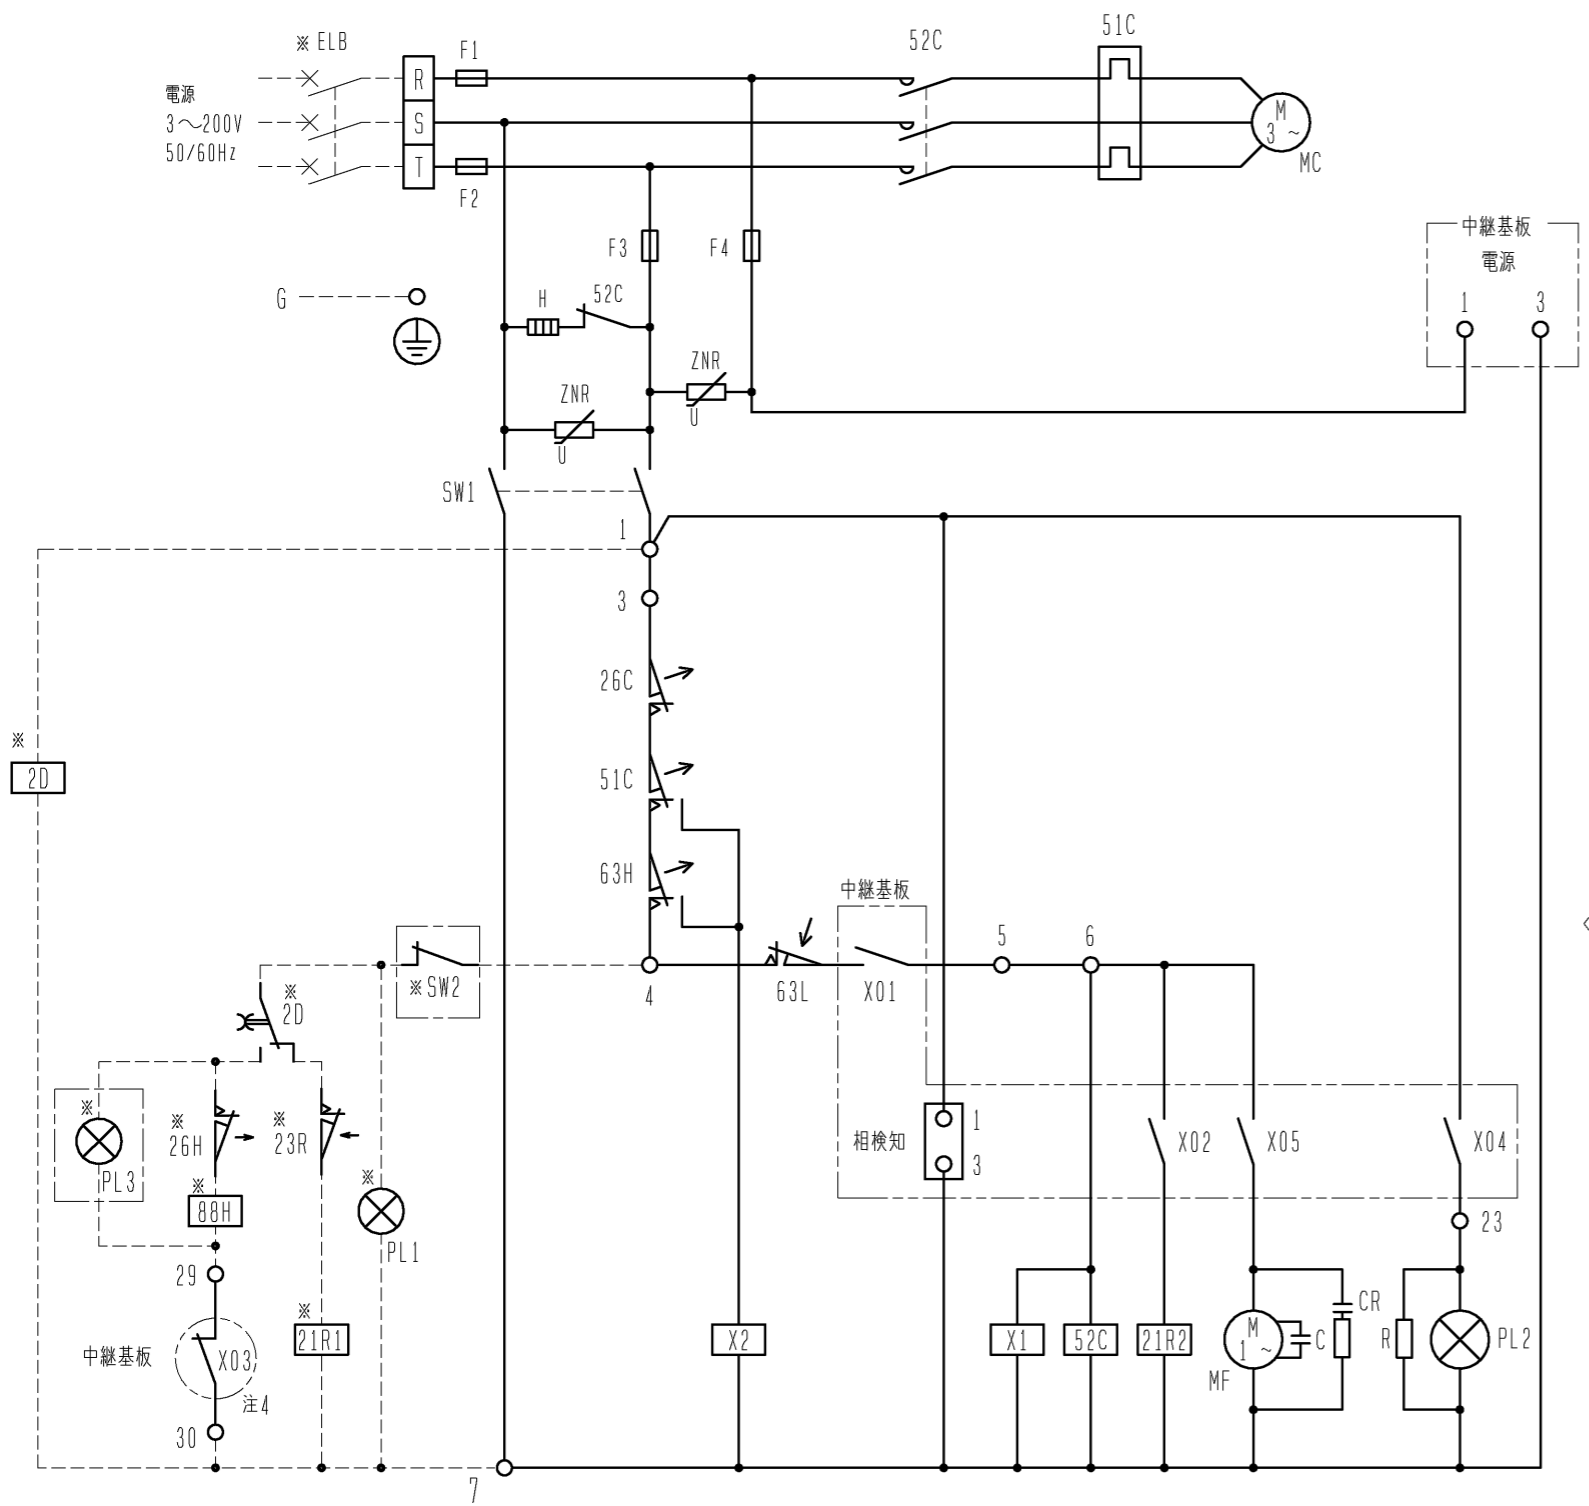 ※ ELB
F1
52C
51C
電源
3～200V
50/60Hz
R
S
T
F2
M
3 ～
MC
F3
F4
中継基板
電源
1
3
G
H
52C
ZNR
U
ZNR
U
SW1
1
3
26C
※
2D
51C
63H
中継基板
※SW2
4
63L
X01
5
6
※
2D
※
PL3
※
26H
※
23R
※
88H
※
PL1
相検知
1
3
X02
X05
X04
23
29
中継基板
X03
注4
30
※
21R1
X2
X1
52C
21R2
M
1 ～
MF
C
CR
R
PL2
7